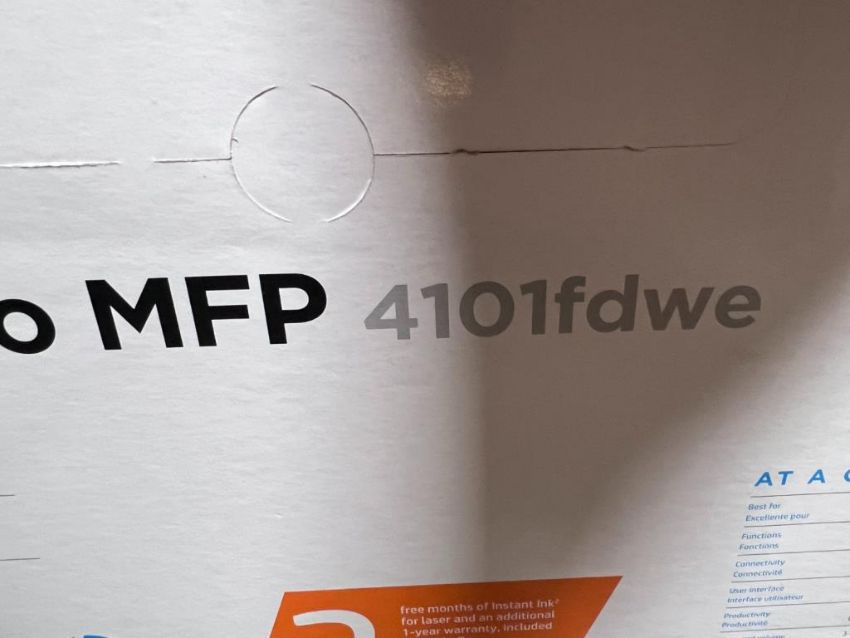 o MFP 4101fdwe
AT A
Best for
Excellente pour
Functions
Fonctions
Connectivity
Connectivité
User interface
Interface utilisateur
Productivity
Productivité
free months of Instant Ink²
for laser and an additional
1-year warranty, included